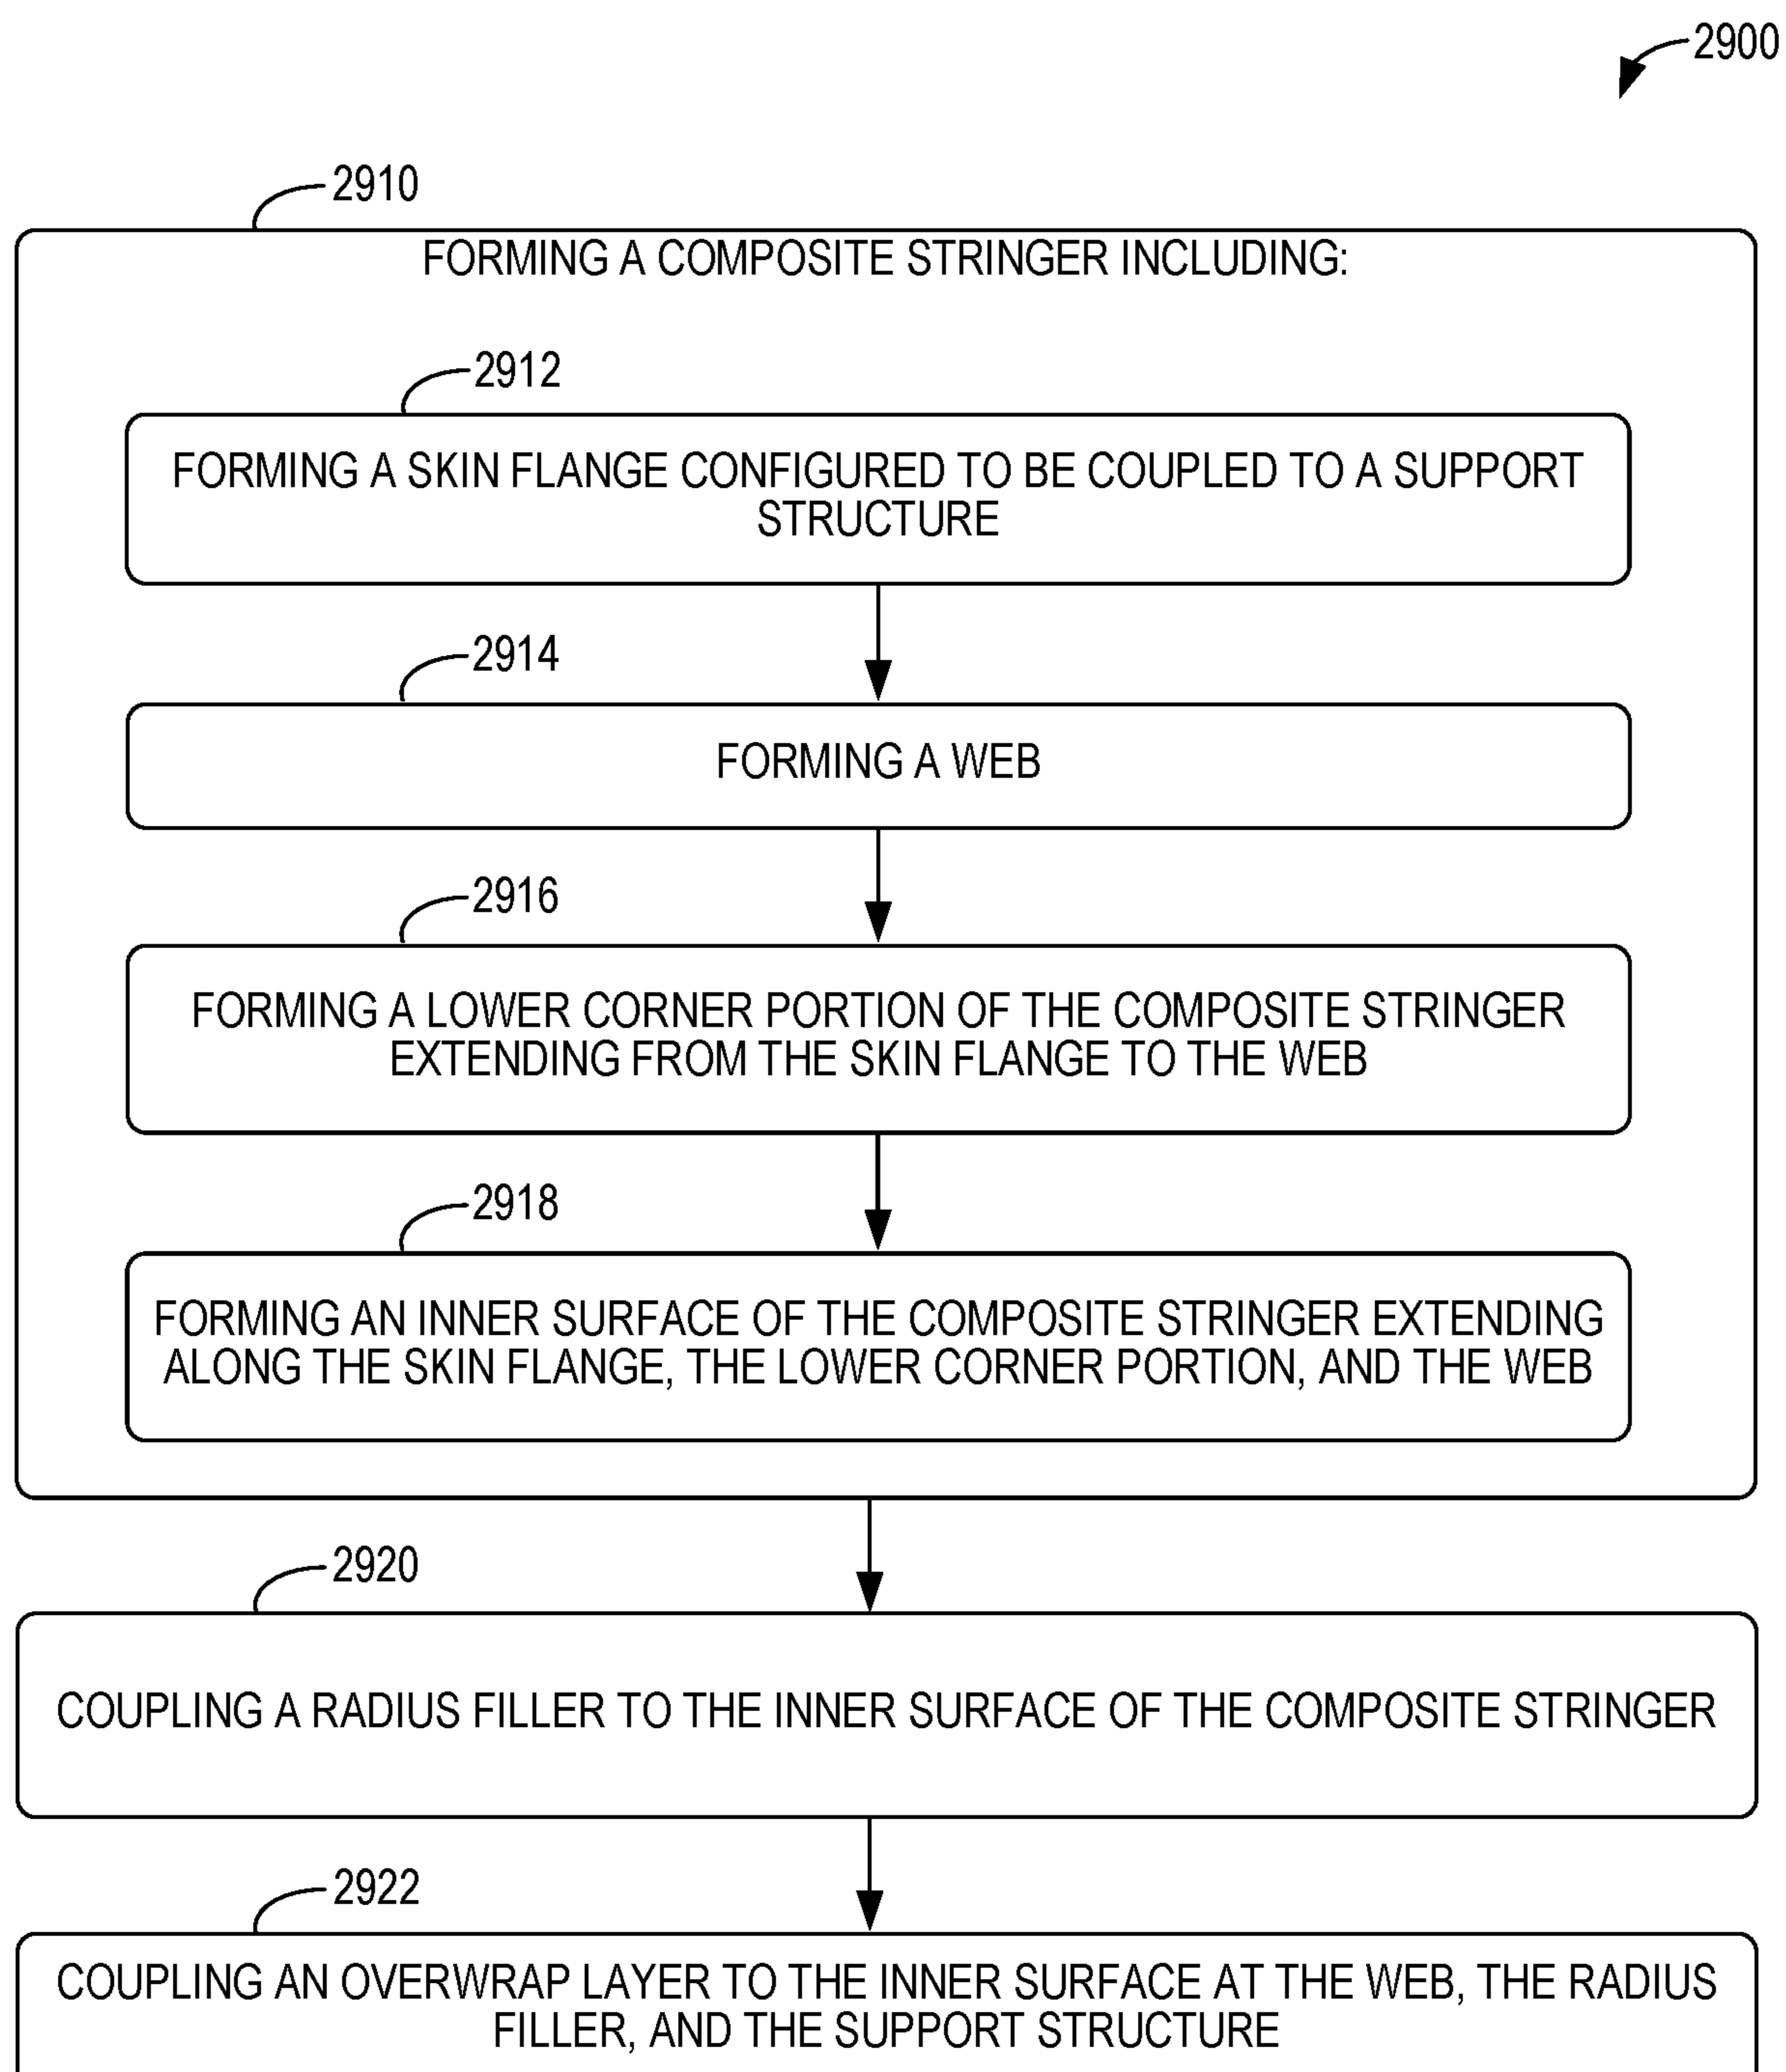 2900
2910
FORMING A COMPOSITE STRINGER INCLUDING:
2912
FORMING A SKIN FLANGE CONFIGURED TO BE COUPLED TO A SUPPORT
STRUCTURE
2914
FORMING A WEB
2916
FORMING A LOWER CORNER PORTION OF THE COMPOSITE STRINGER
EXTENDING FROM THE SKIN FLANGE TO THE WEB
2918
FORMING AN INNER SURFACE OF THE COMPOSITE STRINGER EXTENDING
ALONG THE SKIN FLANGE, THE LOWER CORNER PORTION, AND THE WEB
2920
COUPLING A RADIUS FILLER TO THE INNER SURFACE OF THE COMPOSITE STRINGER
2922
COUPLING AN OVERWRAP LAYER TO THE INNER SURFACE AT THE WEB, THE RADIUS
FILLER, AND THE SUPPORT STRUCTURE